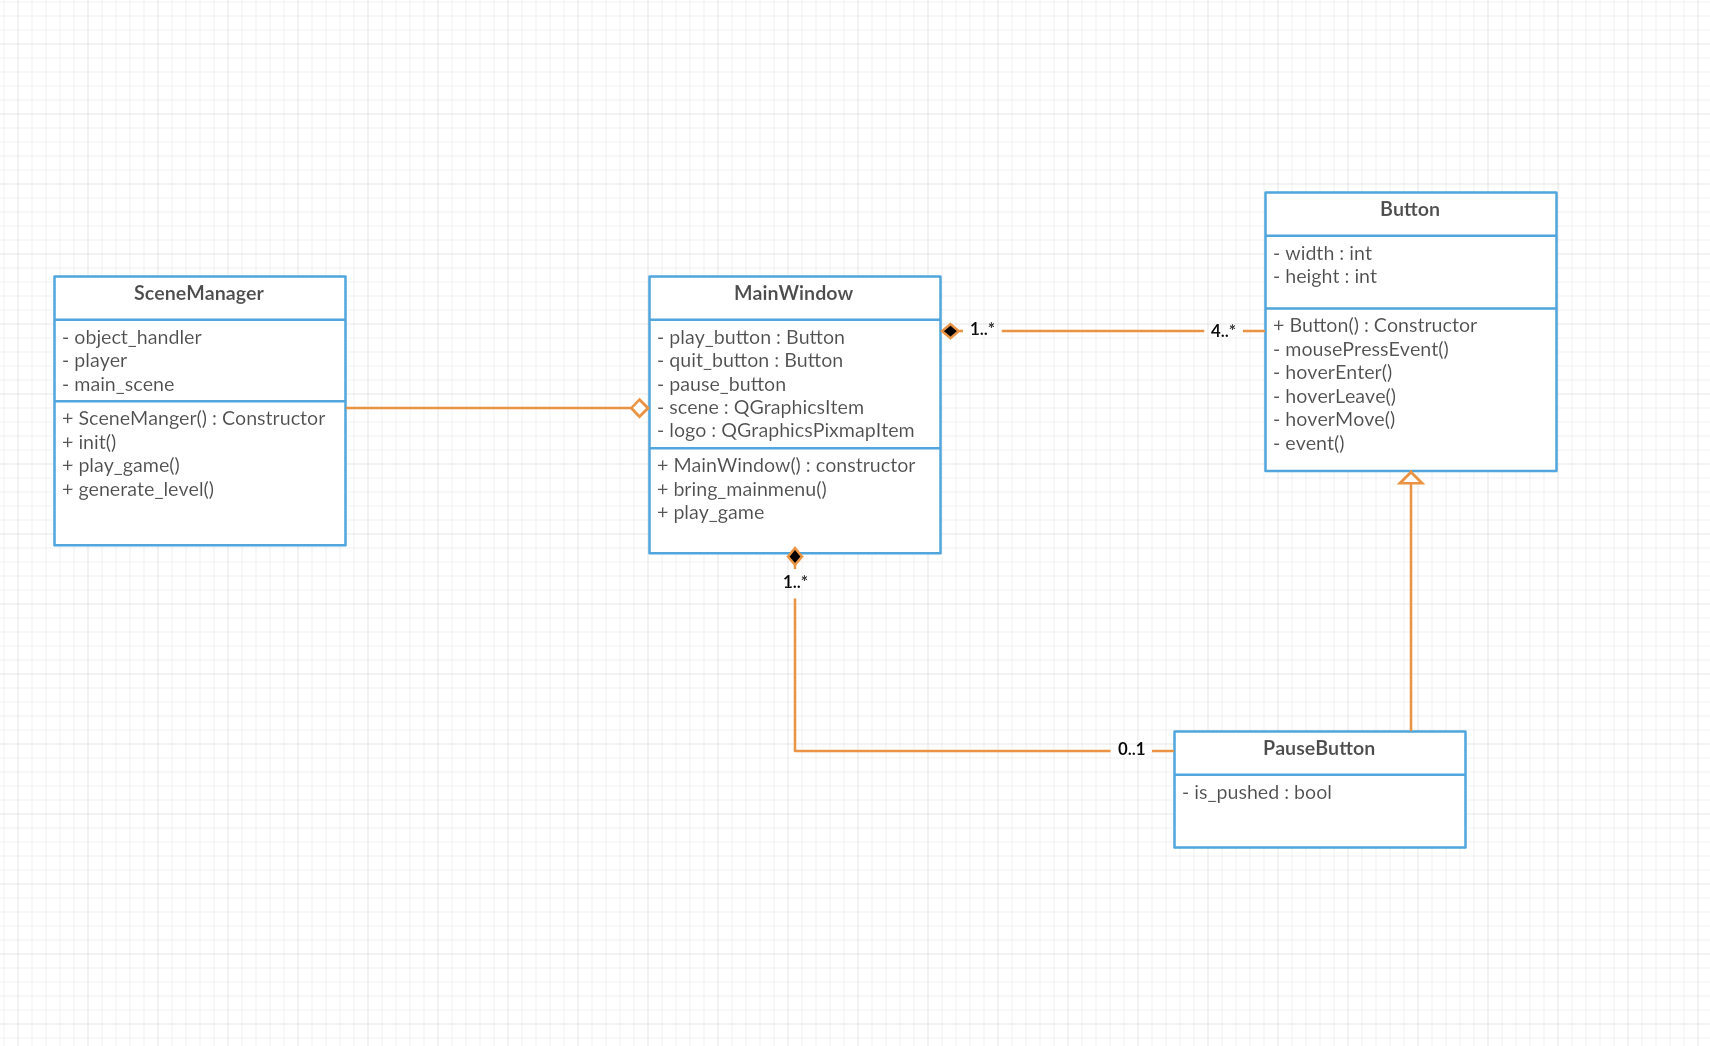 SceneManager
- object_handler
- player
- main_scene
+ SceneManger() : Constructor
+ init()
+ play_game()
+ generate_level()
MainWindow
- play_button : Button
- quit_button : Button
- pause_button
- scene : QGraphicsItem
- logo : QGraphicsPixmapItem
+ MainWindow() : constructor
+ bring_mainmenu()
+ play_game
1..*
4..*
Button
- width : int
- height : int
+ Button() : Constructor
- mousePressEvent()
- hoverEnter()
- hoverLeave()
- hoverMove()
- event()
1..*
0..1
PauseButton
- is_pushed : bool